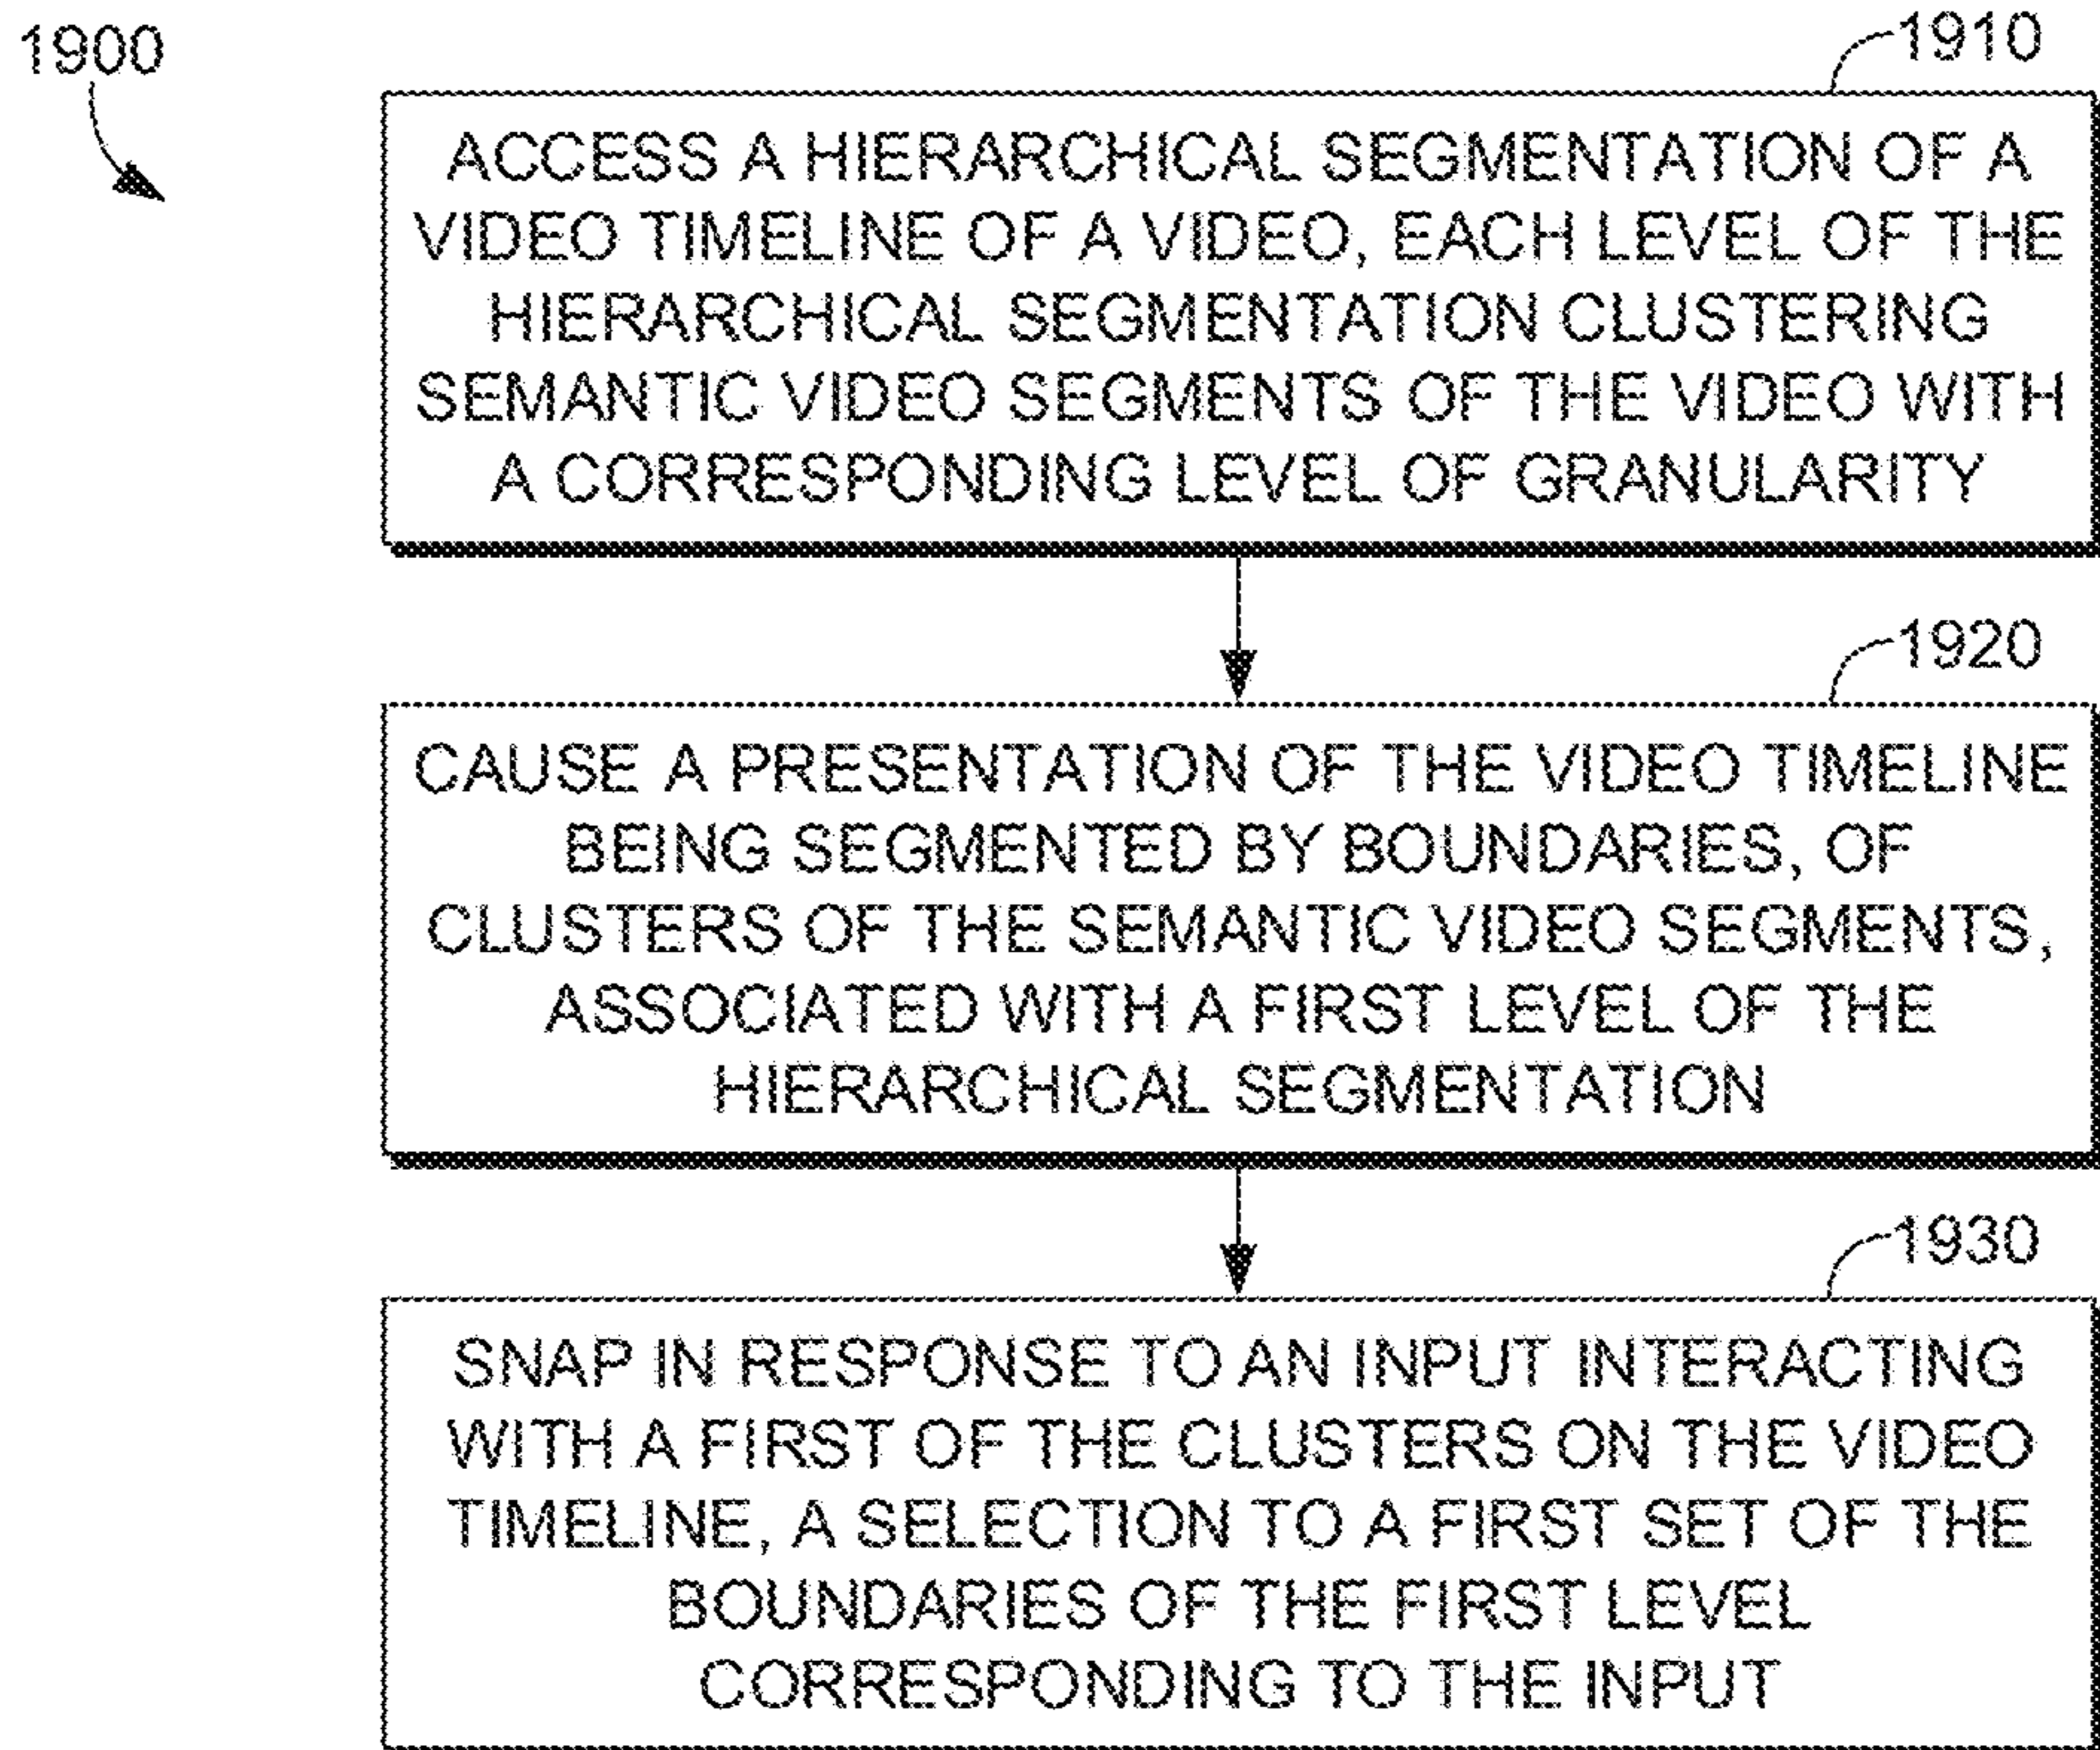 1900
1910
ACCESS A HIERARCHICAL SEGMENTATION OF A
VIDEO TIMELINE OF A VIDEO, EACH LEVEL OF THE
HIERARCHICAL SEGMENTATION CLUSTERING
SEMANTIC VIDEO SEGMENTS OF THE VIDEO WITH
A CORRESPONDING LEVEL OF GRANULARITY
1920
CAUSE A PRESENTATION OF THE VIDEO TIMELINE
BEING SEGMENTED BY BOUNDARIES, OF
CLUSTERS OF THE SEMANTIC VIDEO SEGMENTS,
ASSOCIATED WITH A FIRST LEVEL OF THE
HIERARCHICAL SEGMENTATION
1930
SNAP IN RESPONSE TO AN INPUT INTERACTING
WITH A FIRST OF THE CLUSTERS ON THE VIDEO
TIMELINE, A SELECTION TO A FIRST SET OF THE
BOUNDARIES OF THE FIRST LEVEL
CORRESPONDING TO THE INPUT